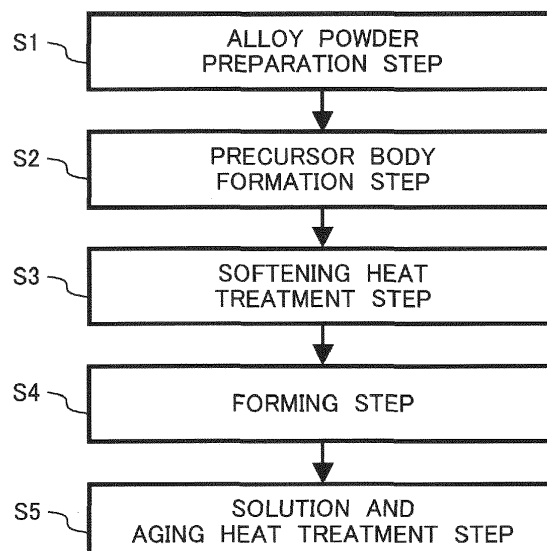 S1
ALLOY POWDER
PREPARATION STEP
S2
PRECURSOR BODY
FORMATION STEP
S3
SOFTENING HEAT
TREATMENT STEP
S4
FORMING STEP
S5
SOLUTION AND
AGING HEAT TREATMENT STEP